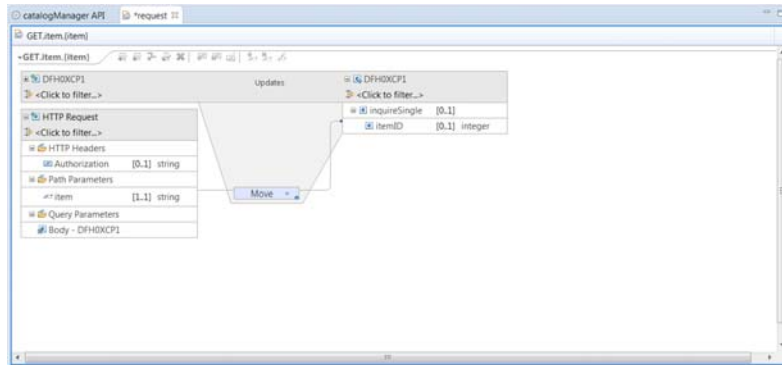 catalogManager API
*request
GET.item.{item}
GET.item.{item}
DFH0XCP1
Updates
DFH0XCP1
<Click to filter...>
<Click to filter...>
inquireSingle [0..1]
HTTP Request
itemID [0..1] integer
<Click to filter...>
HTTP Headers
Authorization [0..1] string
Path Parameters
item [1..1] string
Move
Query Parameters
Body - DFH0XCP1